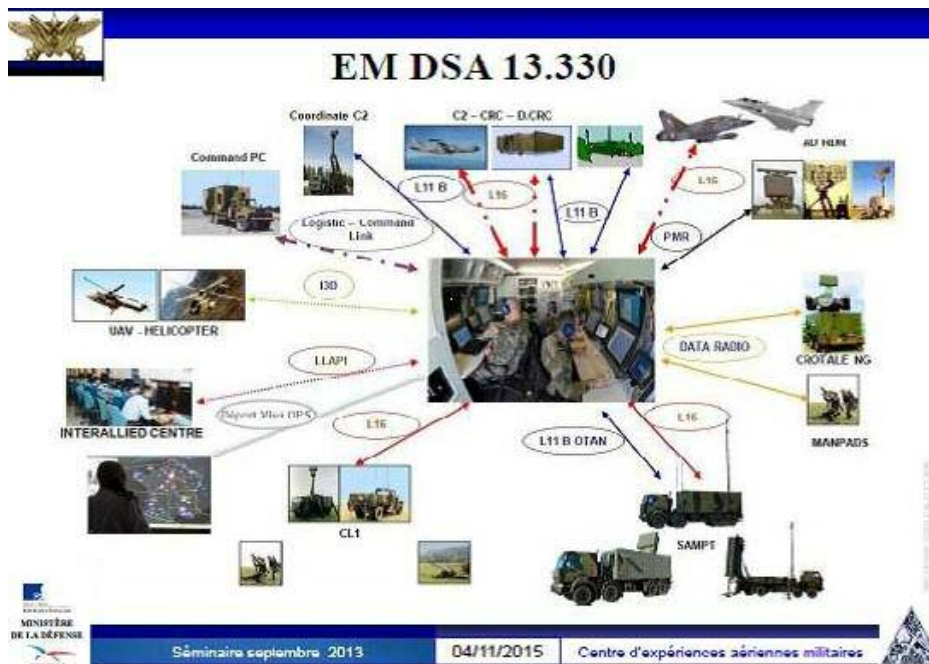 EM DSA 13.330
Coordinate C2
C2 – CRC – D.CRC
Command PC
L11 B
L16
L11 B
L16
PMR
Logistic – Command
Link
I3D
UAV - HELICOPTER
DATA RADIO
CROTALE NG
LLAPI
INTERALLIED CENTRE
L16
L11 B OTAN
L16
MANPADS
CL1
SAMPT
MINISTÈRE
DE LA DÉFENSE
Séminaire septembre 2013
04/11/2015
Centre d'expériences aériennes militaires